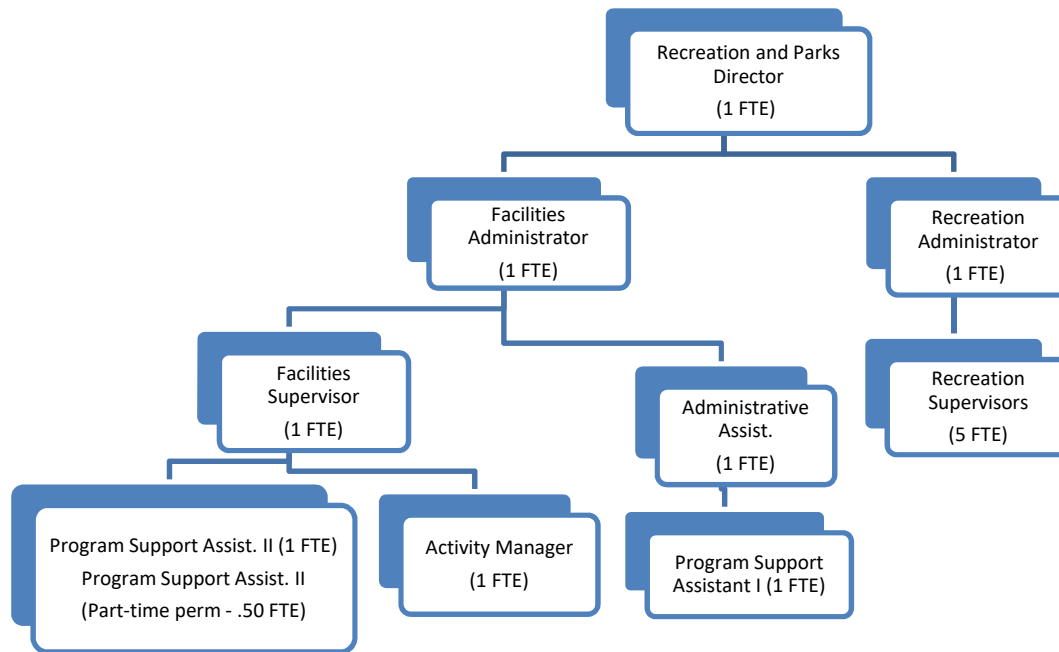 Recreation and Parks
Director
(1 FTE)
Facilities
Administrator
(1 FTE)
Recreation
Administrator
(1 FTE)
Facilities
Supervisor
(1 FTE)
Administrative
Assist.
(1 FTE)
Recreation
Supervisors
(5 FTE)
Program Support Assist. II (1 FTE)
Program Support Assist. II
(Part-time perm - .50 FTE)
Activity Manager
(1 FTE)
Program Support
Assistant I (1 FTE)